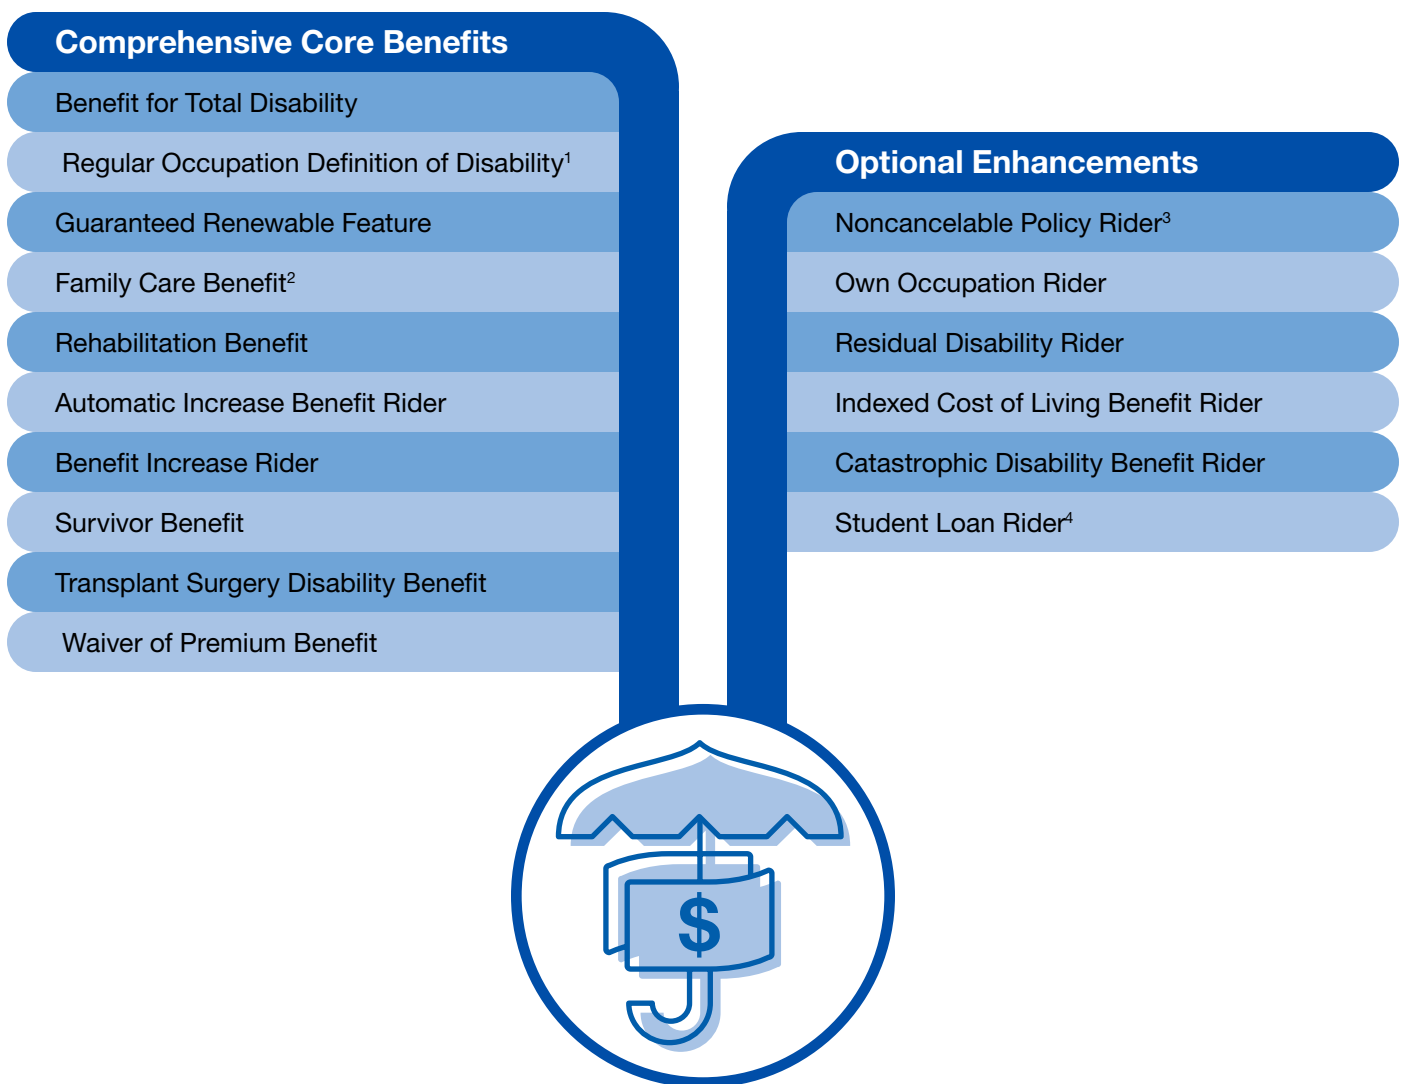 Comprehensive Core Benefits
Benefit for Total Disability
Regular Occupation Definition of Disability¹
Guaranteed Renewable Feature
Family Care Benefit²
Rehabilitation Benefit
Automatic Increase Benefit Rider
Benefit Increase Rider
Survivor Benefit
Transplant Surgery Disability Benefit
Waiver of Premium Benefit
Optional Enhancements
Noncancelable Policy Rider³
Own Occupation Rider
Residual Disability Rider
Indexed Cost of Living Benefit Rider
Catastrophic Disability Benefit Rider
Student Loan Rider⁴
$